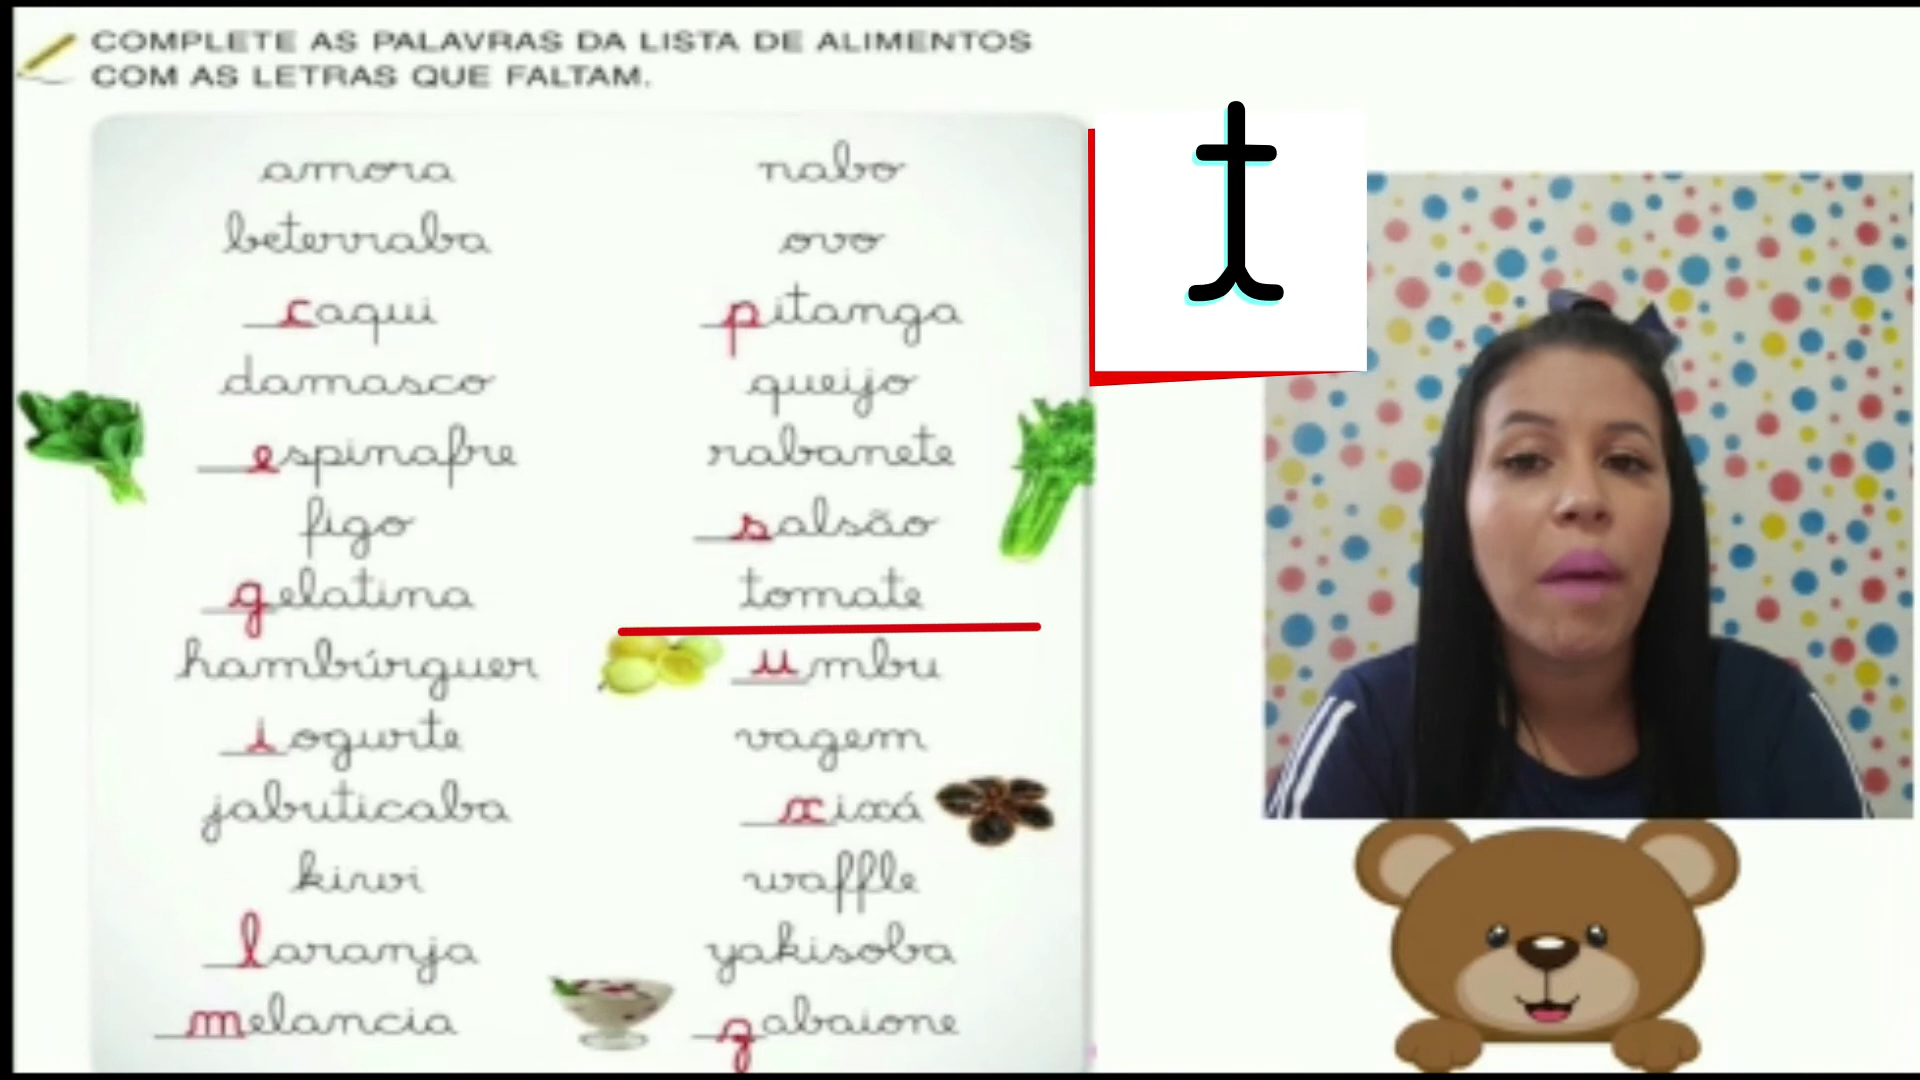 COMPLETE AS PALAVRAS DA LISTA DE ALIMENTOS
COM AS LETRAS QUE FALTAM.
amora
beterraba
caqui
damasco
espinafre
figo
gelatina
hambúrguer
iogurte
jabuticaba
kiwi
laranja
melancia
nabo
ovo
pitanga
queijo
rabanete
salsão
tomate
umbu
vagem
xixá
waffle
yakisoba
zabaione
t